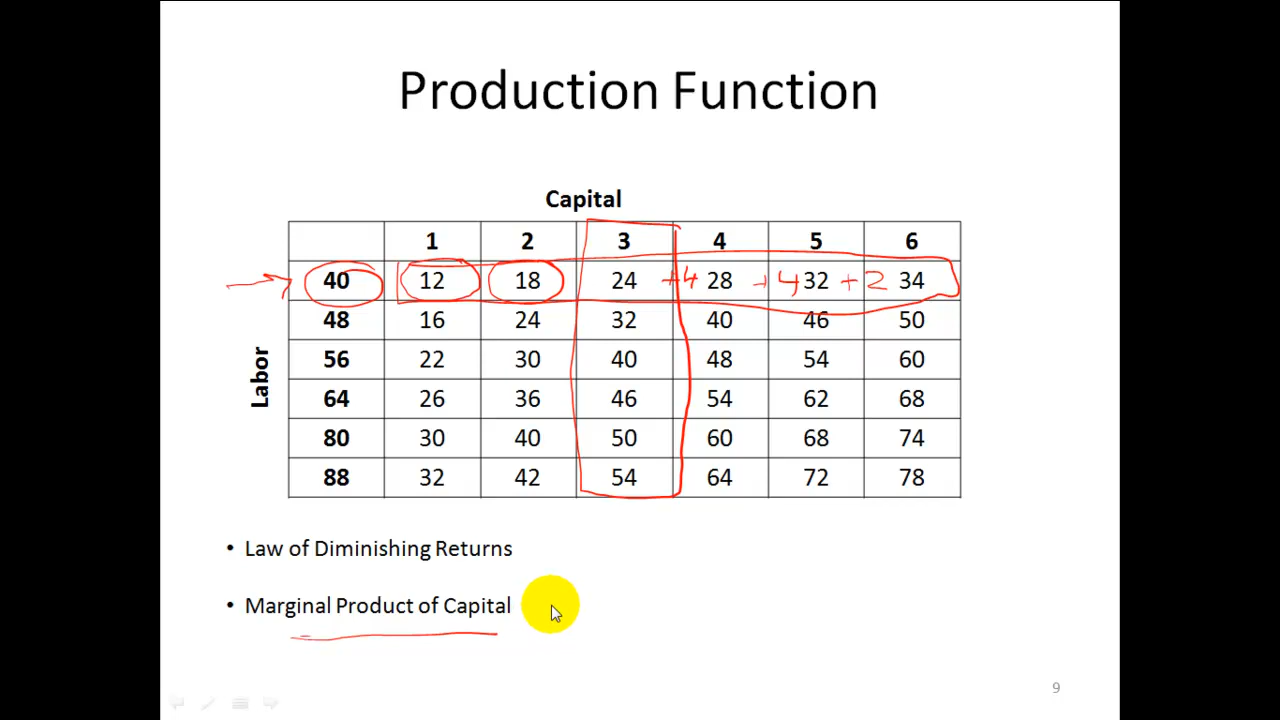 Production Function
Capital
1 2 3 4 5 6
40 12 18 24 +4 28 +4 32 +2 34
48 16 24 32 40 46 50
Labor
56 22 30 40 48 54 60
64 26 36 46 54 62 68
80 30 40 50 60 68 74
88 32 42 54 64 72 78
• Law of Diminishing Returns
• Marginal Product of Capital
9